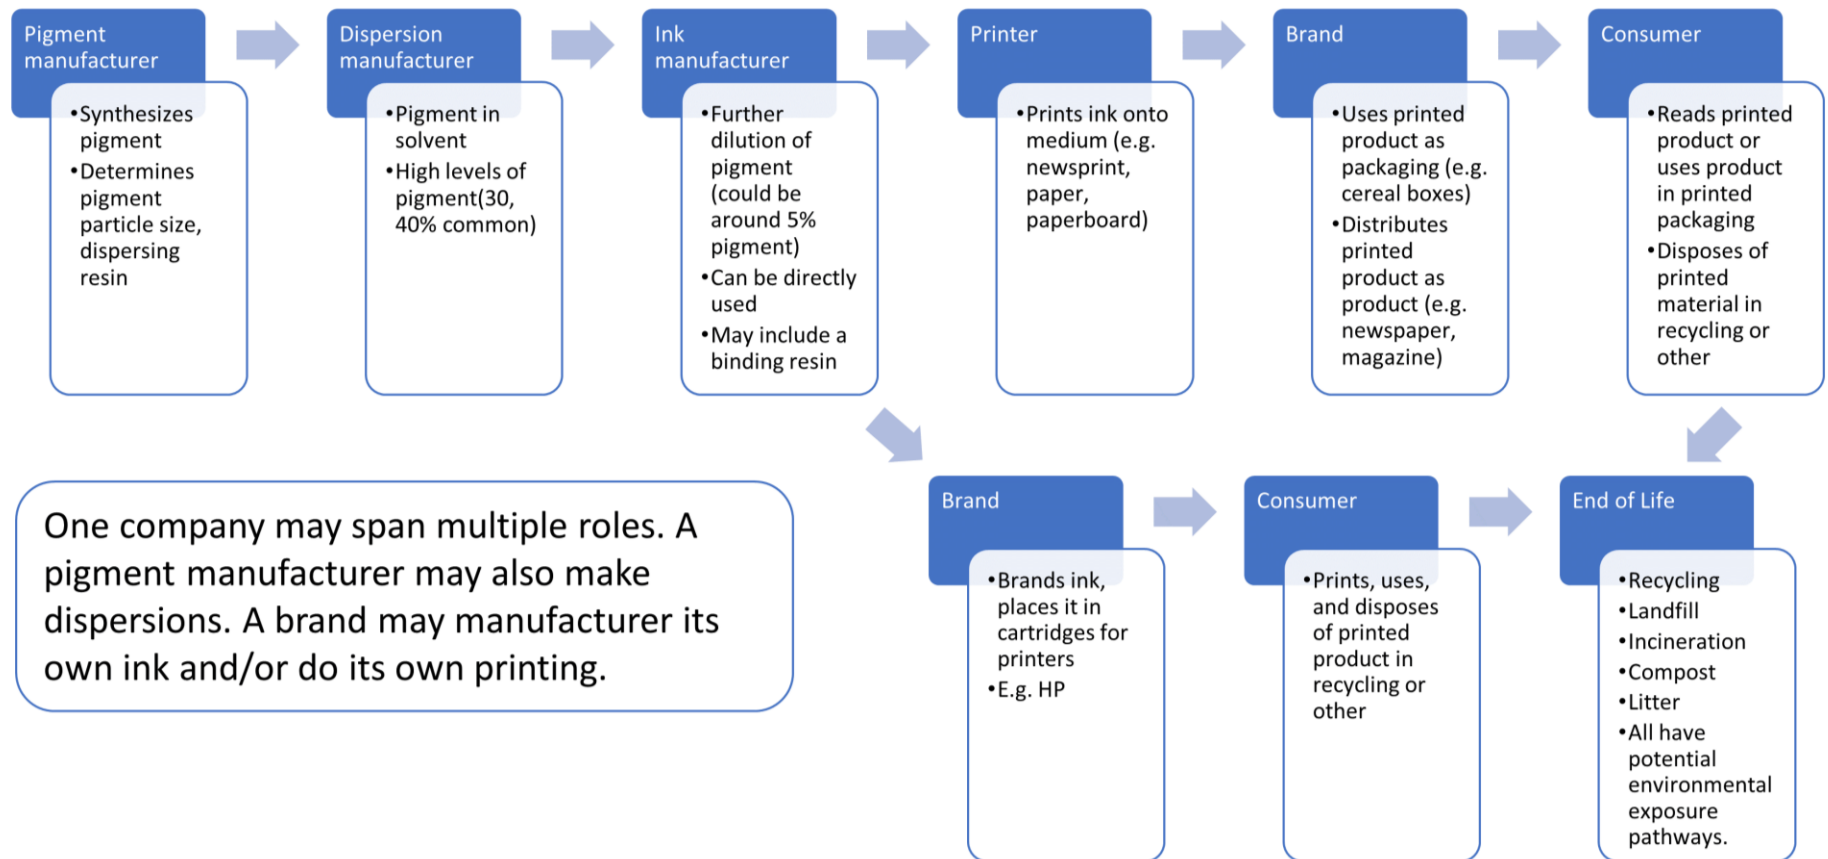 Pigment
manufacturer
•Synthesizes
pigment
•Determines
pigment
particle size,
dispersing
resin
Dispersion
manufacturer
•Pigment in
solvent
•High levels of
pigment(30,
40% common)
Ink
manufacturer
•Further
dilution of
pigment
(could be
around 5%
pigment)
•Can be directly
used
•May include a
binding resin
Printer
•Prints ink onto
medium (e.g.
newsprint,
paper,
paperboard)
Brand
•Uses printed
product as
packaging (e.g.
cereal boxes)
•Distributes
printed
product as
product (e.g.
newspaper,
magazine)
Consumer
•Reads printed
product or
uses product
in printed
packaging
•Disposes of
printed
material in
recycling or
other
One company may span multiple roles. A
pigment manufacturer may also make
dispersions. A brand may manufacturer its
own ink and/or do its own printing.
Brand
•Brands ink,
places it in
cartridges for
printers
•E.g. HP
Consumer
•Prints, uses,
and disposes
of printed
product in
recycling or
other
End of Life
•Recycling
•Landfill
•Incineration
•Compost
•Litter
•All have
potential
environmental
exposure
pathways.